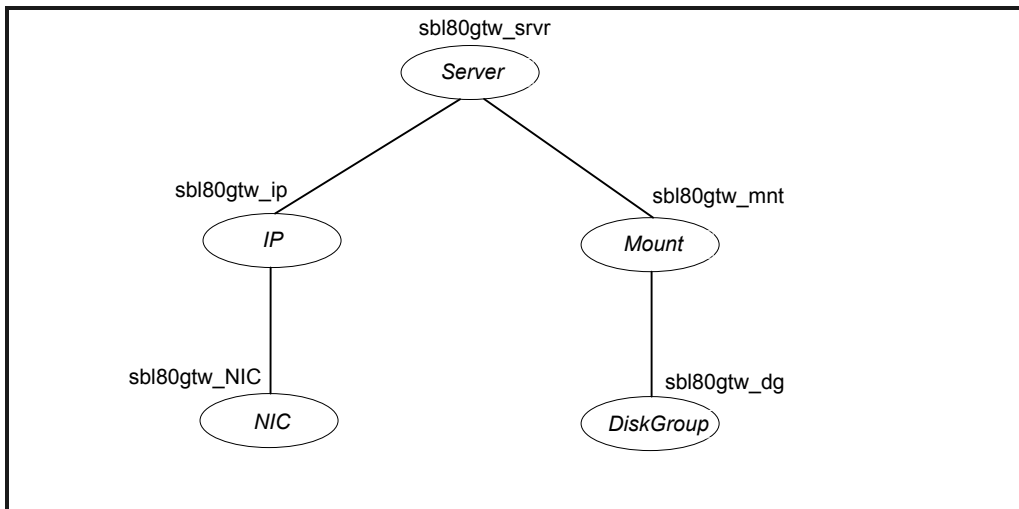 sbl80gtw_srvr
Server
sbl80gtw_ip
IP
sbl80gtw_mnt
Mount
sbl80gtw_NIC
NIC
sbl80gtw_dg
DiskGroup